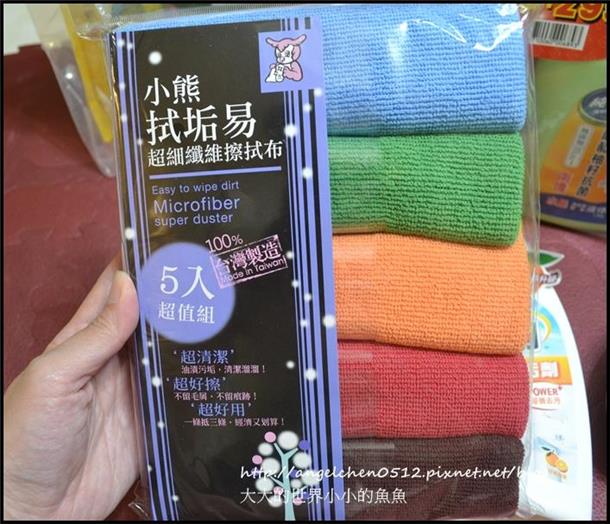 小熊
拭垢易
超細纖維擦拭布
Easy to wipe dirt
Microfiber
super duster
100%
台灣製造
Made in Taiwan
5入
超值組
‘超清潔’
油漬污垢，清潔溜溜！
‘超好擦’
不留毛屑、不留痕跡！
‘超好用’
一條抵三條、經濟又划算！
29
劑
POWER+
http://angelchen0512.pixnet.net/b
大大的世界小小的魚魚